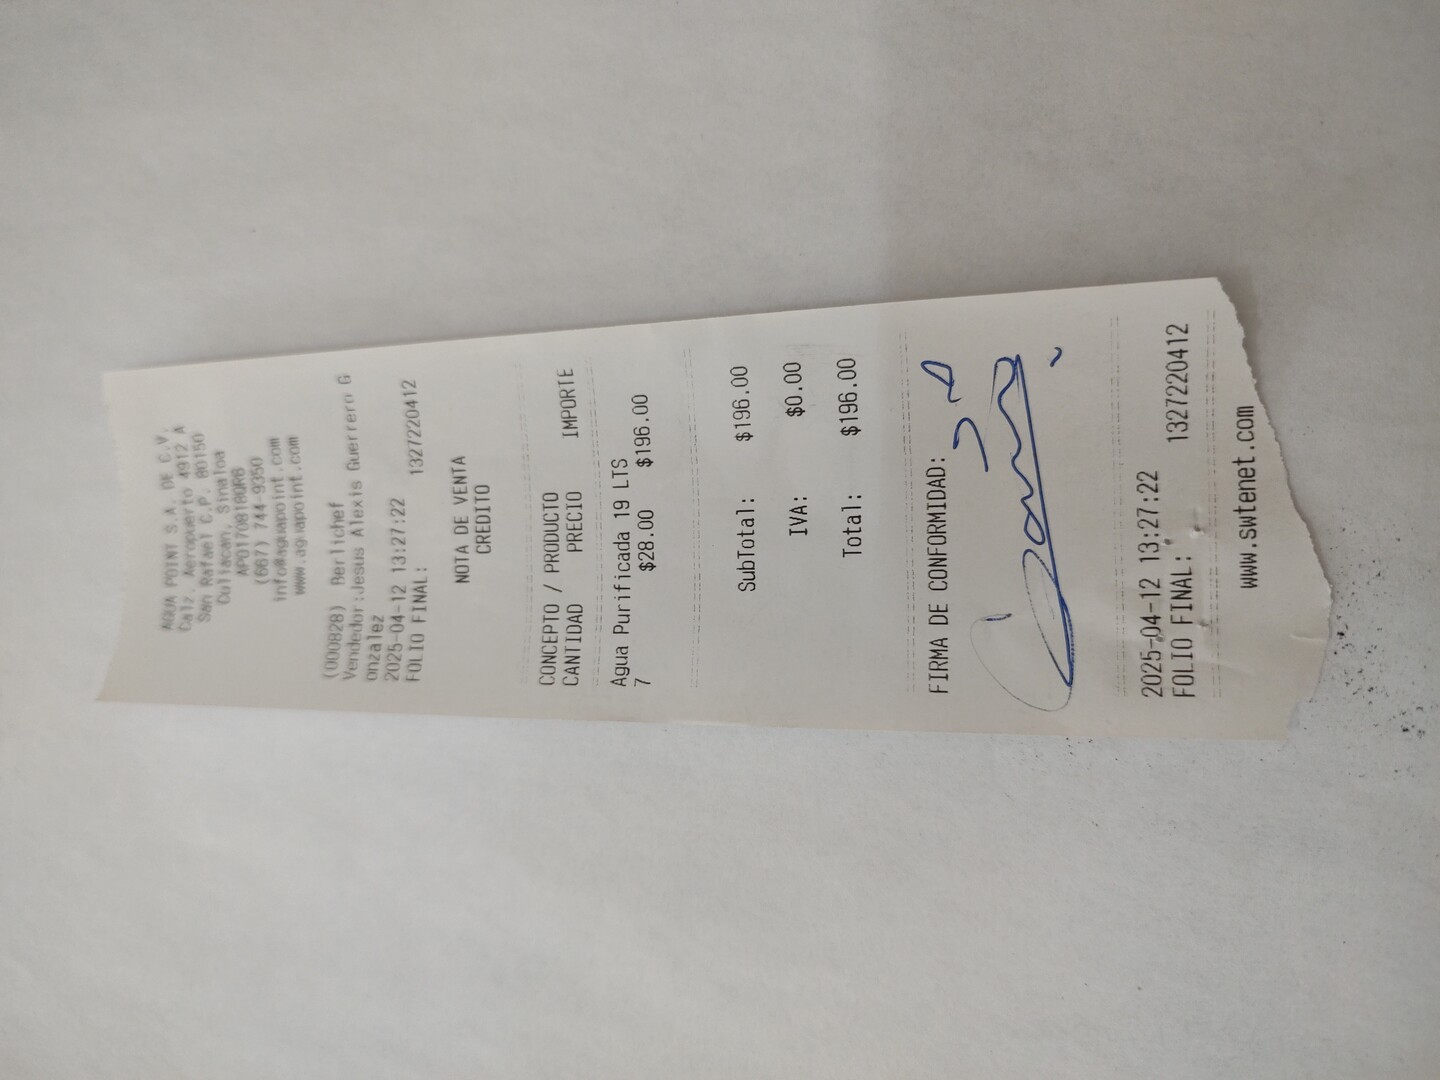 AQUA POINT S.A. DE C.V.
Calz. Aeropuerto 4912 A
San Rafael C.P. 80150
Culiacan, Sinaloa
(667) 744-9350
info@aguapoint.com
www.aguapoint.com
(000828) Berlichef
Vendedor:Jesus Alexis Guerrero G
onzalez
2025-04-12 13:27:22
FOLIO FINAL: 1327220412
NOTA DE VENTA
CREDITO
CONCEPTO / PRODUCTO
CANTIDAD PRECIO IMPORTE
Agua Purificada 19 LTS
7 $28.00 $196.00
SubTotal: $196.00
IVA: $0.00
Total: $196.00
FIRMA DE CONFORMIDAD:
2025-04-12 13:27:22
FOLIO FINAL: 1327220412
www.swtenet.com